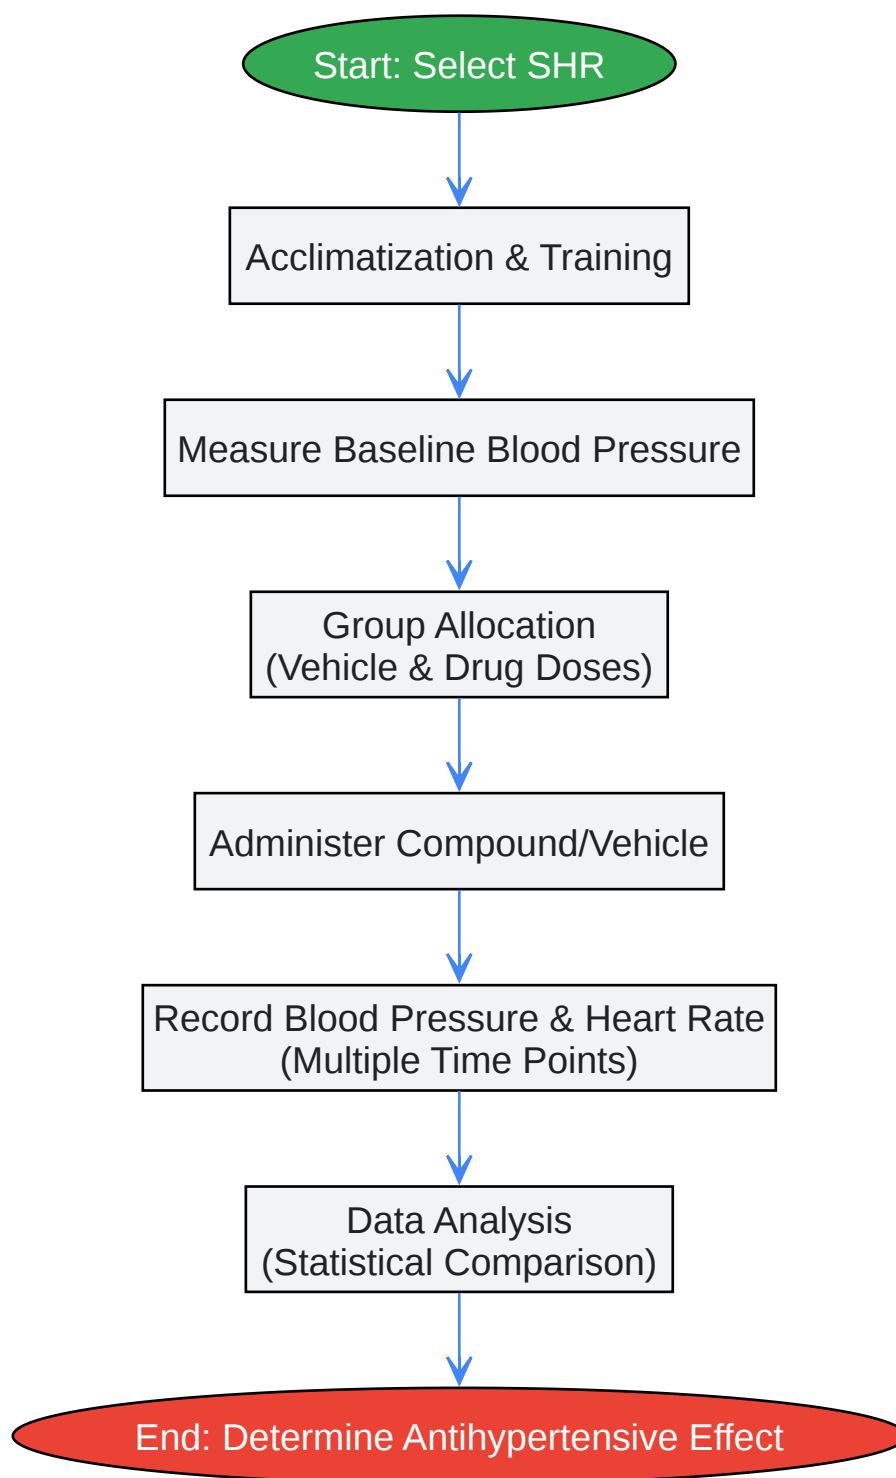 Start: Select SHR
Acclimatization & Training
Measure Baseline Blood Pressure
Group Allocation
(Vehicle & Drug Doses)
Administer Compound/Vehicle
Record Blood Pressure & Heart Rate
(Multiple Time Points)
Data Analysis
(Statistical Comparison)
End: Determine Antihypertensive Effect